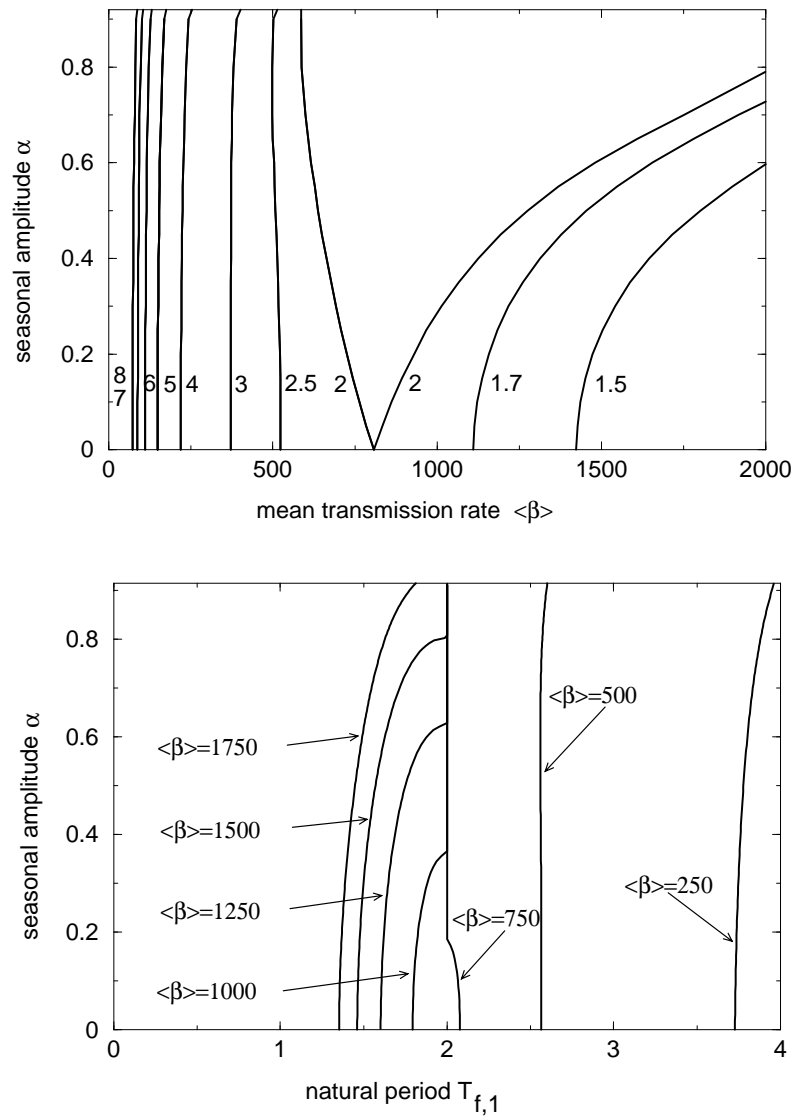 0.8
0.6
0.4
0.2
0
seasonal amplitude α
8
7
6
5
4
3
2.5
2
2
1.7
1.5
0
500
1000
1500
2000
mean transmission rate <β>
0.8
0.6
0.4
0.2
0
seasonal amplitude α
<β>=1750
<β>=1500
<β>=1250
<β>=1000
<β>=750
<β>=500
<β>=250
0
1
2
3
4
natural period T_f,1